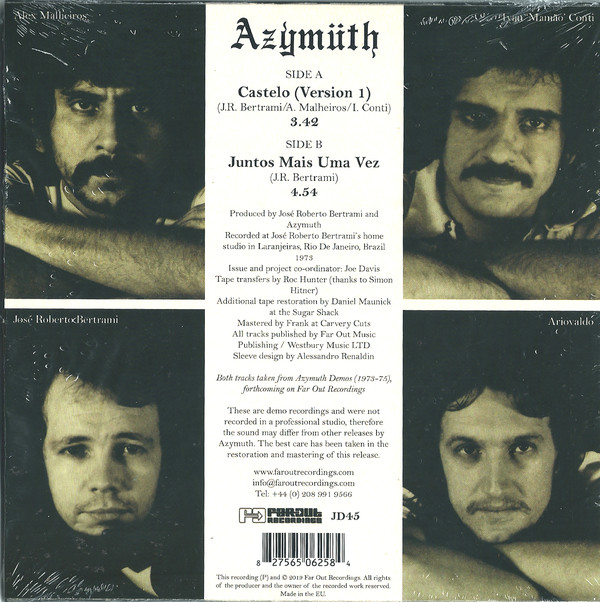 Alex Malheiros
Ivan 'Mamão' Conti
Azymüth
SIDE A
Castelo (Version 1)
(J.R. Bertrami/A. Malheiros/I. Conti)
3.42
SIDE B
Juntos Mais Uma Vez
(J.R. Bertrami)
4.54
Produced by José Roberto Bertrami and
Azymuth
Recorded at José Roberto Bertrami's home
studio in Laranjeiras, Rio De Janeiro, Brazil
1973
Issue and project co-ordinator: Joe Davis
Tape transfers by Roc Hunter (thanks to Simon
Hitner)
Additional tape restoration by Daniel Maunick
at the Sugar Shack
Mastered by Frank at Carvery Cuts
All tracks published by Far Out Music
Publishing / Westbury Music LTD
Sleeve design by Alessandro Renaldin
José Roberto Bertrami
Ariovaldo
Both tracks taken from Azymuth Demos (1973-75),
forthcoming on Far Out Recordings
These are demo recordings and were not
recorded in a professional studio, therefore
the sound may differ from other releases by
Azymuth. The best care has been taken in the
restoration and mastering of this release.
www.faroutrecordings.com
info@faroutrecordings.com
Tel: +44 (0) 208 991 9566
FAROUT
RECORDINGS
JD45
8 27565 06258 4
This recording (P) and © 2019 Far Out Recordings. All rights
of the producer and the owner of the recorded work reserved.
Made in the EU.